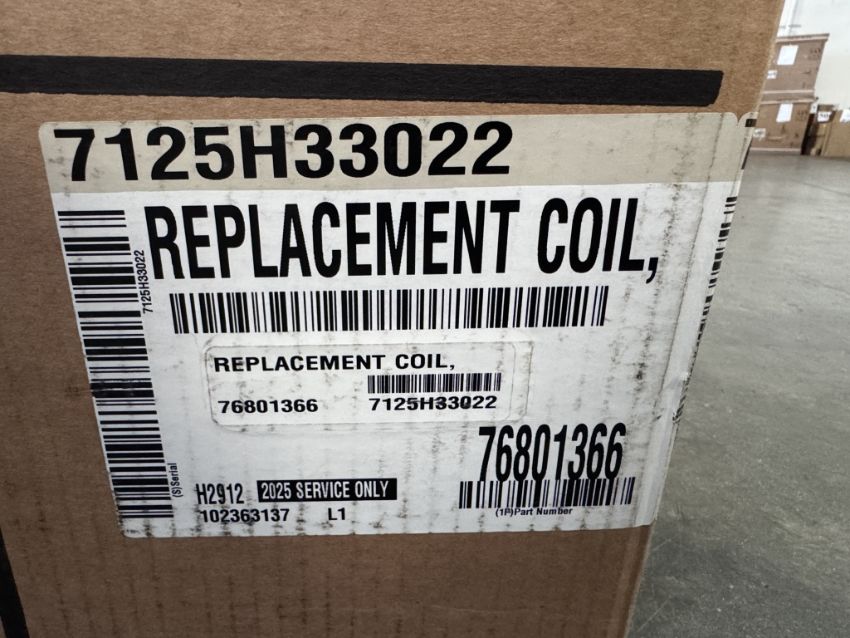 7125H33022
REPLACEMENT COIL,
7125H33022
(S)Serial
REPLACEMENT COIL,
76801366 7125H33022
76801366
(1P)Part Number
H2912 2025 SERVICE ONLY
102363137 L1